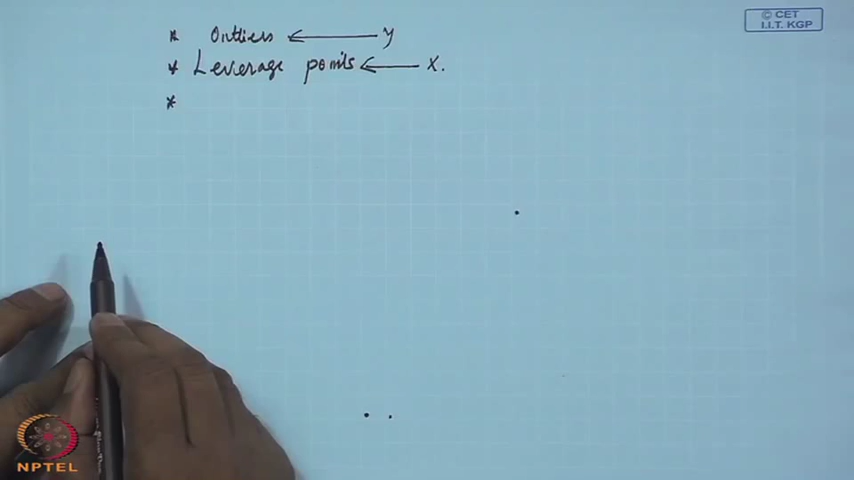 © CET
I.I.T. KGP
* Outliers ← y
* Leverage points ← x.
*
NPTEL